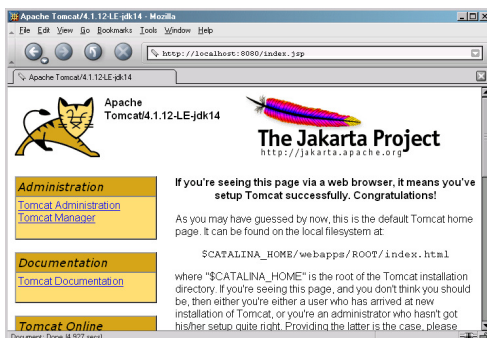 Apache Tomcat/4.1.12-LE-jdk14 - Mozilla
File Edit View Go Bookmarks Tools Window Help
http://localhost:8080/index.jsp
Apache Tomcat/4.1.12-LE-jdk14
Apache
Tomcat/4.1.12-LE-jdk14
The Jakarta Project
http://jakarta.apache.org
Administration
Tomcat Administration
Tomcat Manager
Documentation
Tomcat Documentation
Tomcat Online
If you're seeing this page via a web browser, it means you've
setup Tomcat successfully. Congratulations!
As you may have guessed by now, this is the default Tomcat home
page. It can be found on the local filesystem at:
$CATALINA_HOME/webapps/ROOT/index.html
where "$CATALINA_HOME" is the root of the Tomcat installation
directory. If you're seeing this page, and you don't think you should
be, then either you're either a user who has arrived at new
installation of Tomcat, or you're an administrator who hasn't got
his/her setup quite right. Providing the latter is the case, please
Document: Done (4.927 secs)